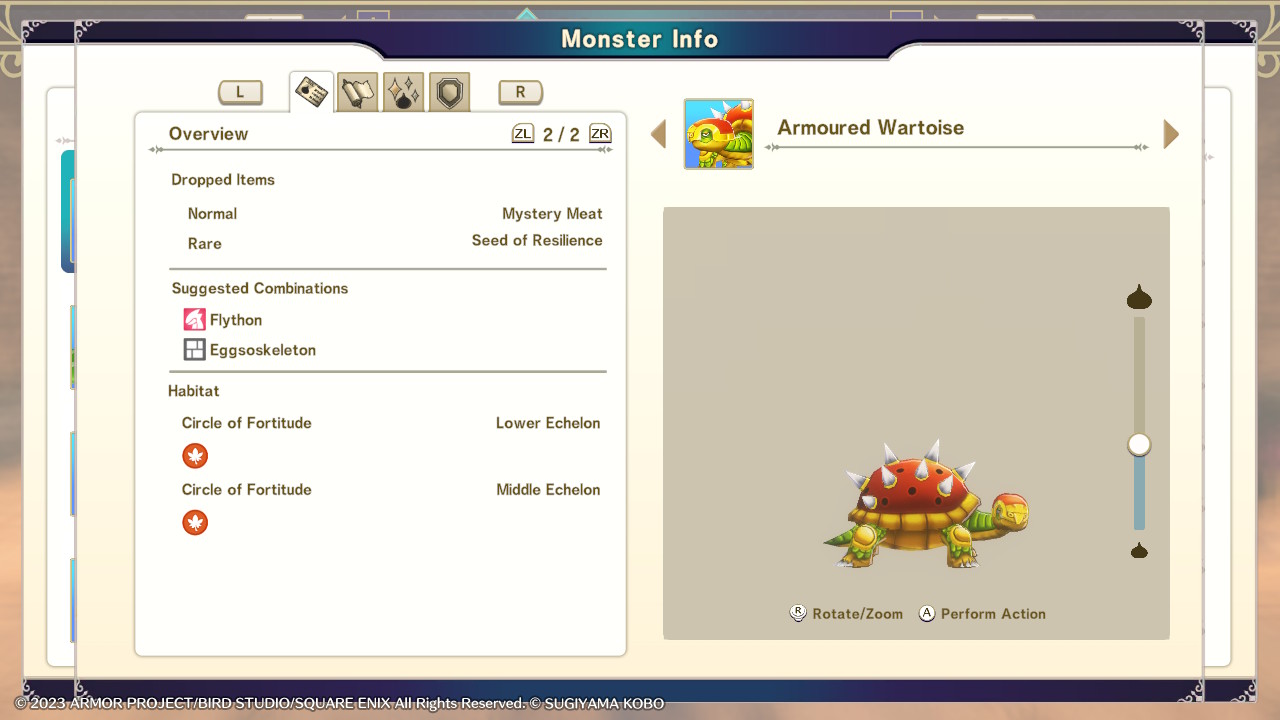 Monster Info
L
R
Overview
ZL 2 / 2 ZR
Armoured Wartoise
Dropped Items
Normal Mystery Meat
Rare Seed of Resilience
Suggested Combinations
Flython
Eggsoskeleton
Habitat
Circle of Fortitude Lower Echelon
Circle of Fortitude Middle Echelon
R Rotate/Zoom A Perform Action
© 2023 ARMOR PROJECT/BIRD STUDIO/SQUARE ENIX All Rights Reserved. © SUGIYAMA KOBO